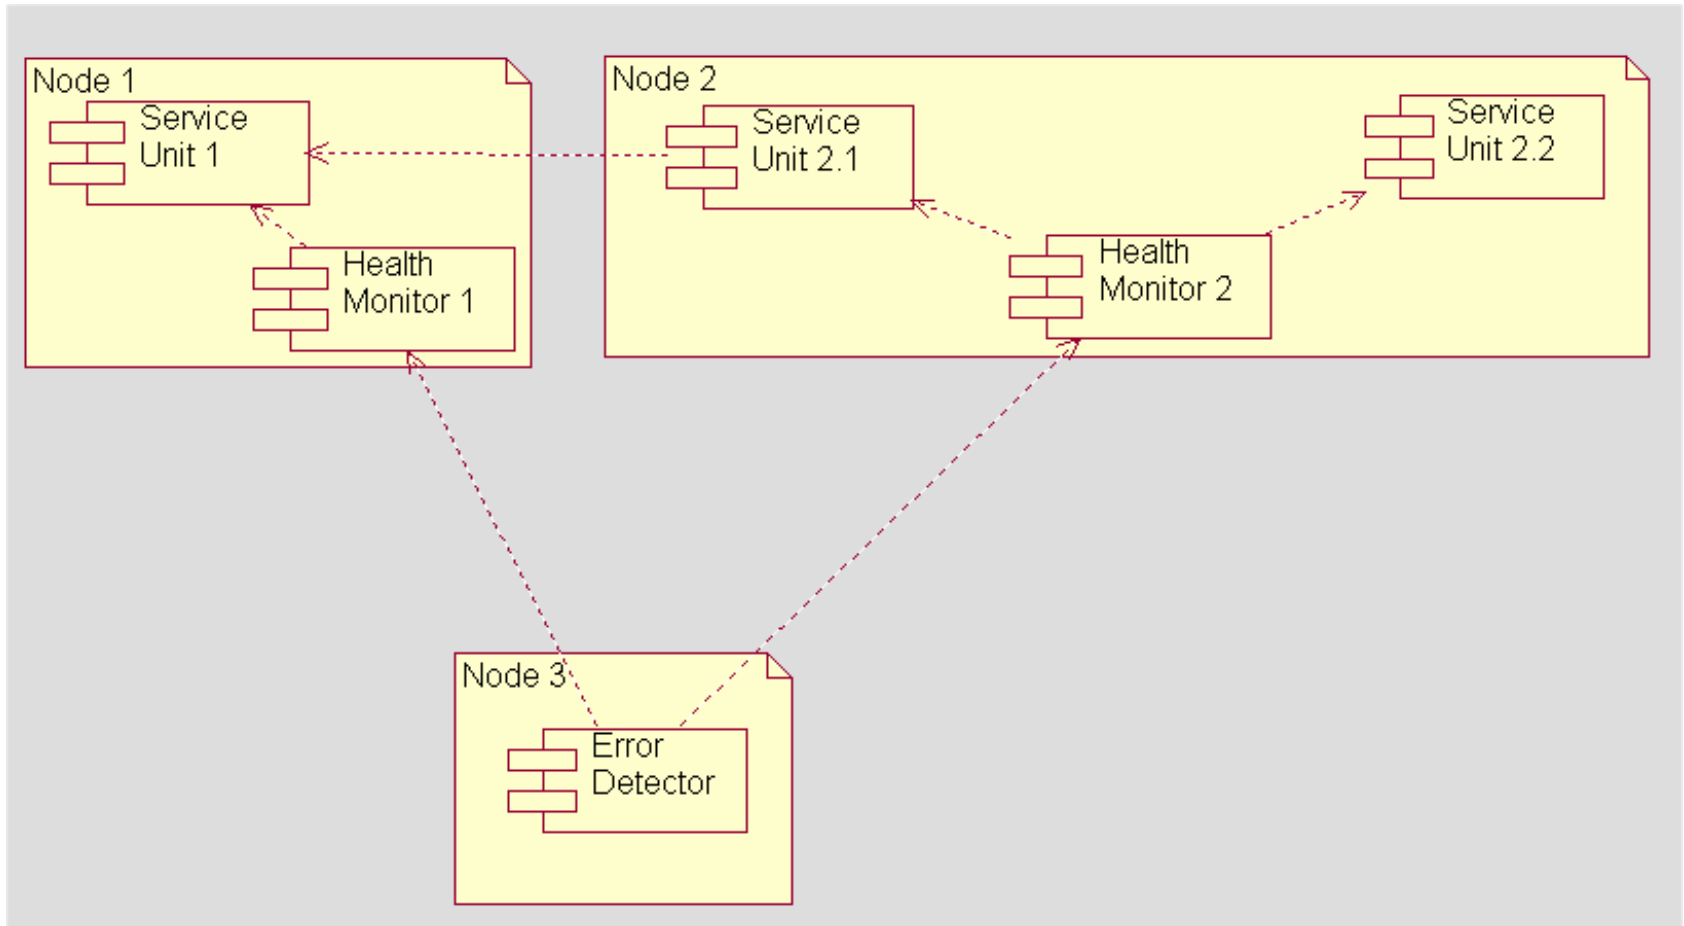 Node 1
Service
Unit 1
Health
Monitor 1
Node 2
Service
Unit 2.1
Service
Unit 2.2
Health
Monitor 2
Node 3
Error
Detector